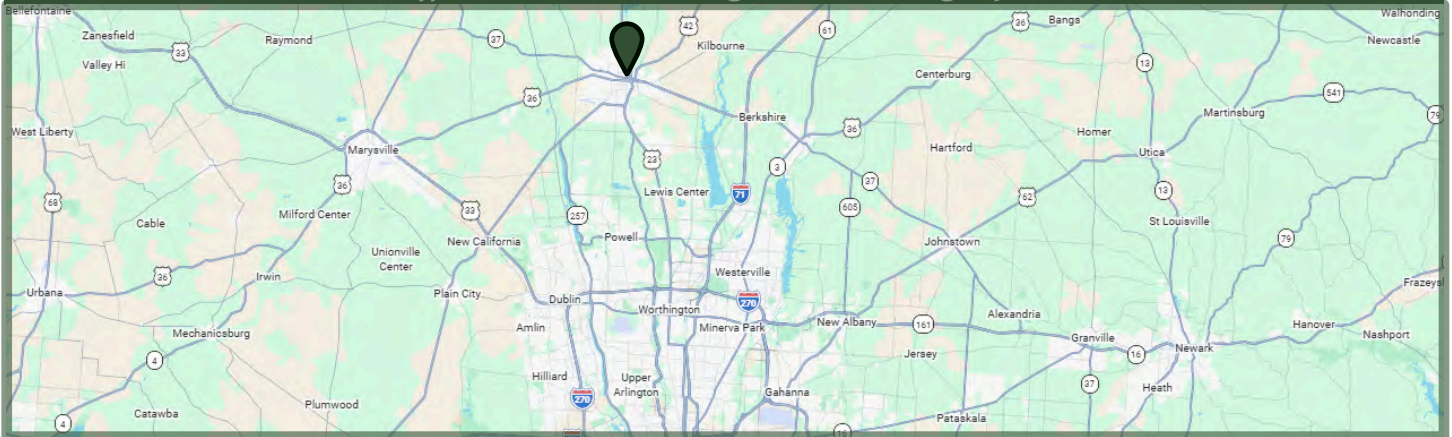 Bellefontaine
Zanesfield
33
Raymond
37
42
Kilbourne
61
36
Bangs
Walhonding
Newcastle
Valley Hi
13
Centerburg
36
541
Martinsburg
79
Berkshire
36
Homer
West Liberty
Marysville
23
Hartford
Utica
3
36
Lewis Center
71
37
62
13
68
Cable
Milford Center
33
257
605
St Louisville
Unionville
Center
New California
Powell
Johnstown
79
36
Irwin
Westerville
Urbana
Plain City
Dublin
270
Frazeys
Worthington
Alexandria
Mechanicsburg
Amlin
Minerva Park
New Albany
161
Granville
Hanover
Nashport
4
Jersey
16
Newark
Hilliard
Upper
Arlington
270
Gahanna
37
Heath
Plumwood
Catawba
4
Pataskala
16